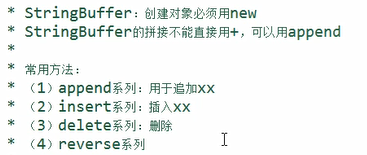 * StringBuffer：创建对象必须用new
* StringBuffer的拼接不能直接用+，可以用append
*
* 常用方法：
* （1）append系列：用于追加xx
* （2）insert系列：插入xx
* （3）delete系列：删除
* （4）reverse系列